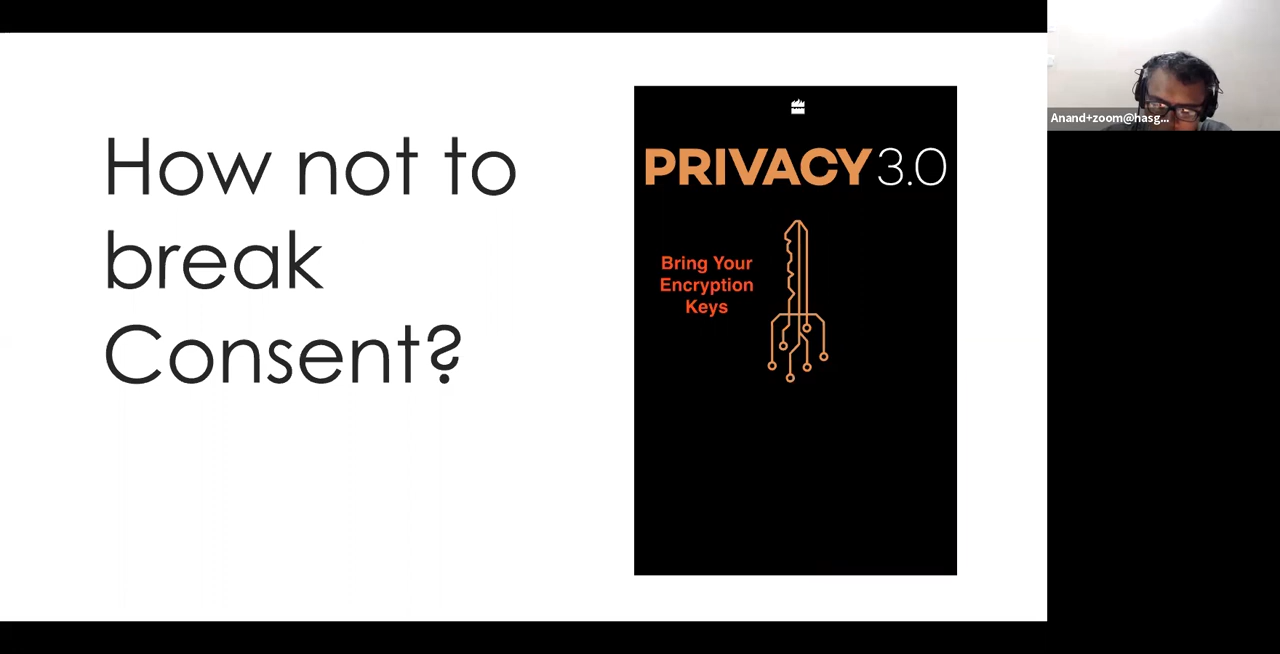 How not to
break
Consent?
PRIVACY 3.0
Bring Your
Encryption
Keys
Anand+zoom@hasg...